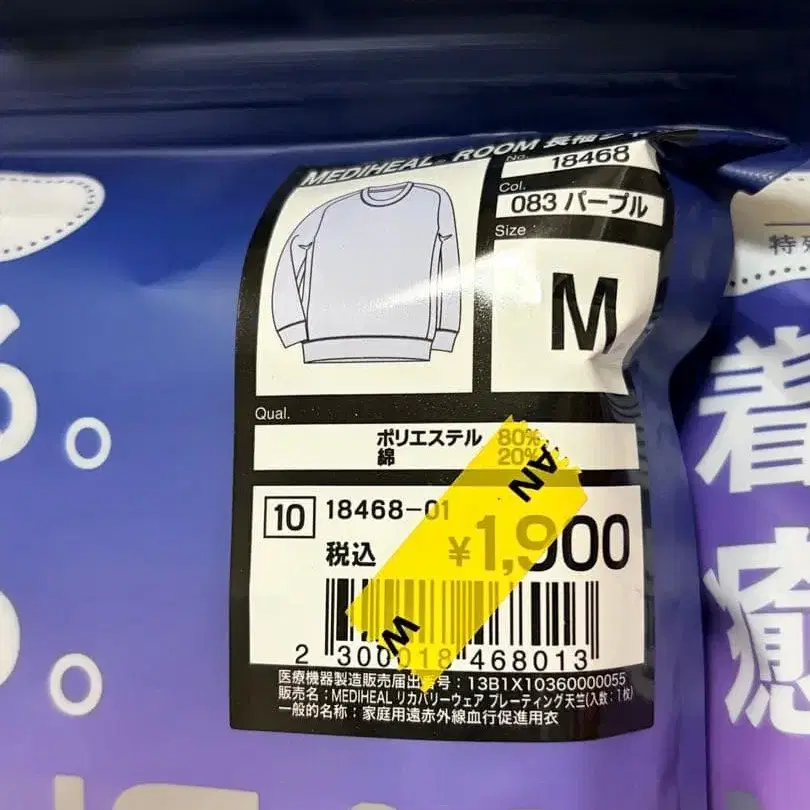 MEDIHEAL® ROOM 長袖
No. 18468
Col.
083 パープル
Size
M
Qual.
ポリエステル 80%
綿 20%
10 18468-01
税込 ¥1,900
AN
W
2 300018 468013
医療機器製造販売届出番号：13B1X10360000055
販売名：MEDIHEAL リカバリーウェア プレーティング天竺(入数：1枚)
一般的名称：家庭用遠赤外線血行促進用衣
る。
。
特殊
着
癒